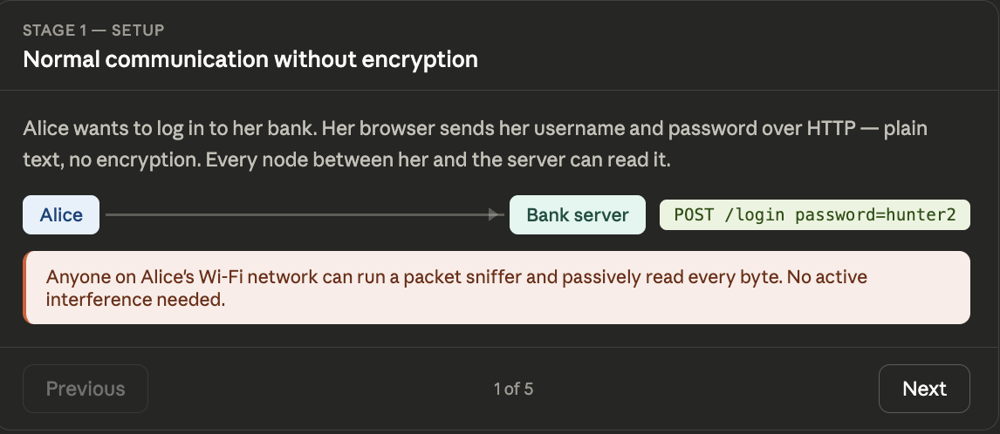 STAGE 1 — SETUP
Normal communication without encryption
Alice wants to log in to her bank. Her browser sends her username and password over HTTP — plain
text, no encryption. Every node between her and the server can read it.
Alice
Bank server
POST /login password=hunter2
Anyone on Alice's Wi-Fi network can run a packet sniffer and passively read every byte. No active
interference needed.
Previous
1 of 5
Next